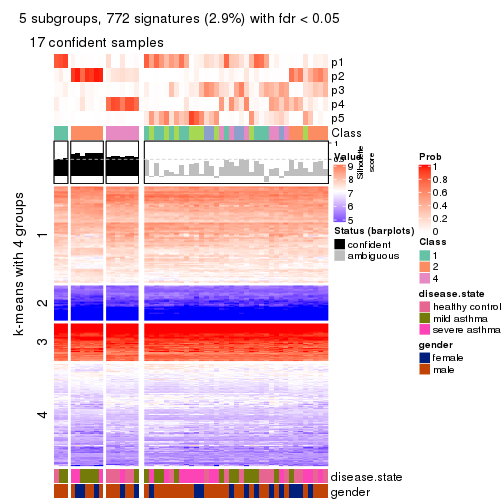 5 subgroups, 772 signatures (2.9%) with fdr < 0.05
17 confident samples
p1
p2
p3
p4
p5
Class
1
Silhouette
score
k-means with 4 groups
1
2
3
4
Value
9
8
7
6
5
Status (barplots)
confident
ambiguous
Prob
1
0.8
0.6
0.4
0.2
0
Class
1
2
4
disease.state
healthy control
mild asthma
severe asthma
gender
female
male
disease.state
gender